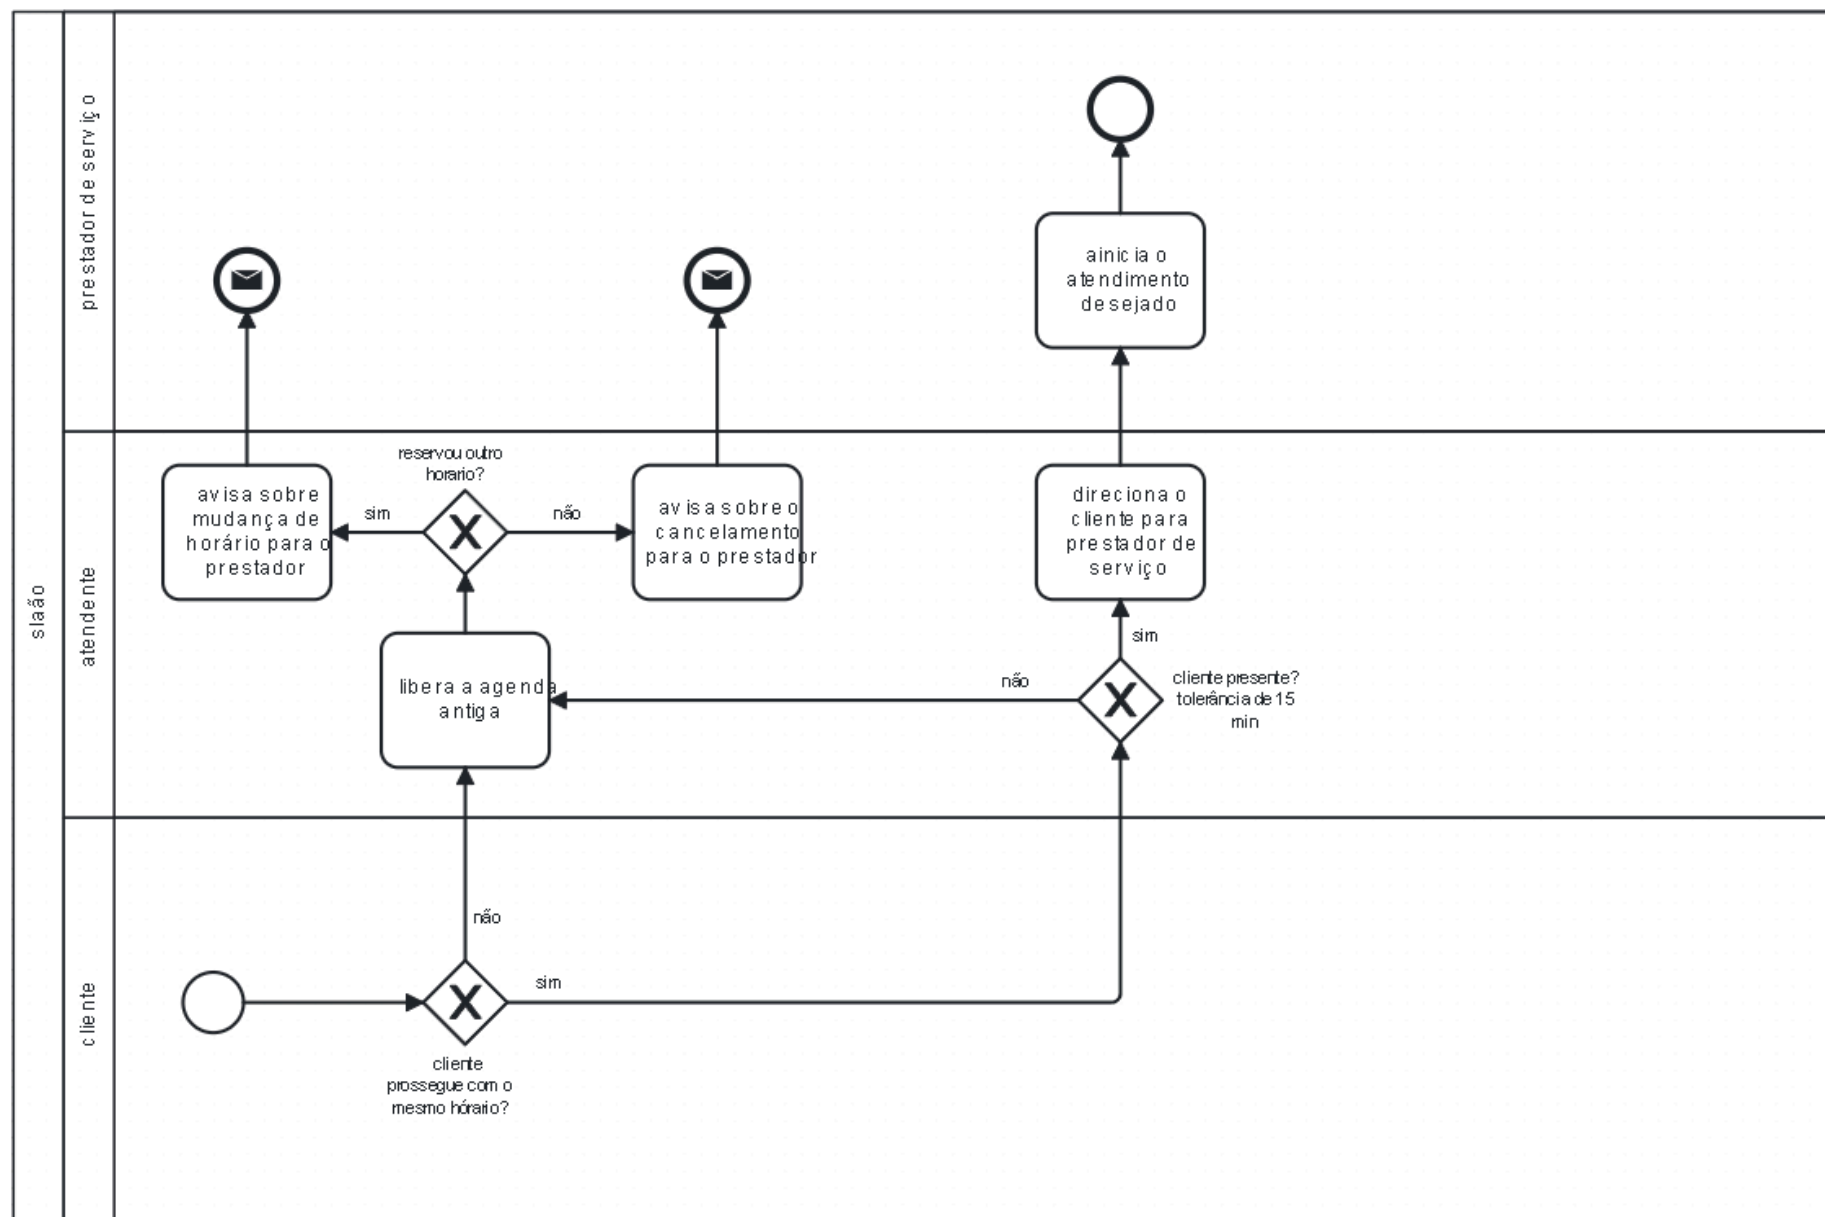 slaão
prestador de serviço
ainicia o
atendimento
desejado
atendente
avisa sobre
mudança de
horário para o
prestador
sim
reservou outro
horario?
não
avisa sobre o
cancelamento
para o prestador
direciona o
cliente para
prestador de
serviço
sim
libera a agenda
antiga
não
cliente presente?
tolerância de 15
min
cliente
não
sim
cliente
prossegue com o
mesmo hórario?